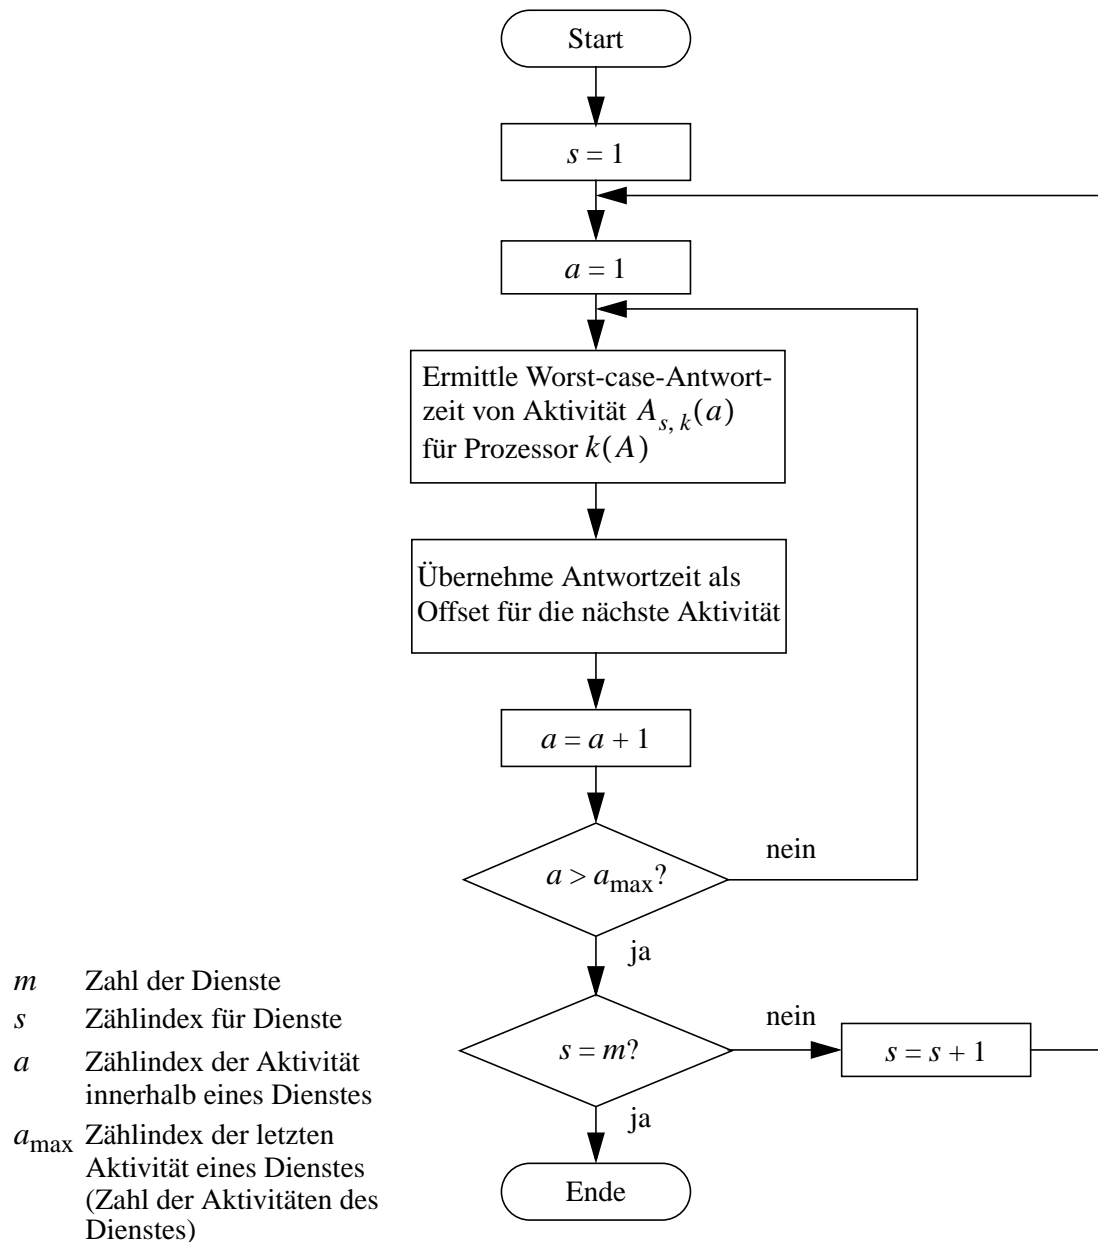 Start
s = 1
a = 1
Ermittle Worst-case-Antwort-
zeit von Aktivität A_{s, k}(a)
für Prozessor k(A)
Übernehme Antwortzeit als
Offset für die nächste Aktivität
a = a + 1
a > a_max?
nein
ja
s = m?
nein
s = s + 1
ja
Ende
m Zahl der Dienste
s Zählindex für Dienste
a Zählindex der Aktivität
innerhalb eines Dienstes
a_max Zählindex der letzten
Aktivität eines Dienstes
(Zahl der Aktivitäten des
Dienstes)